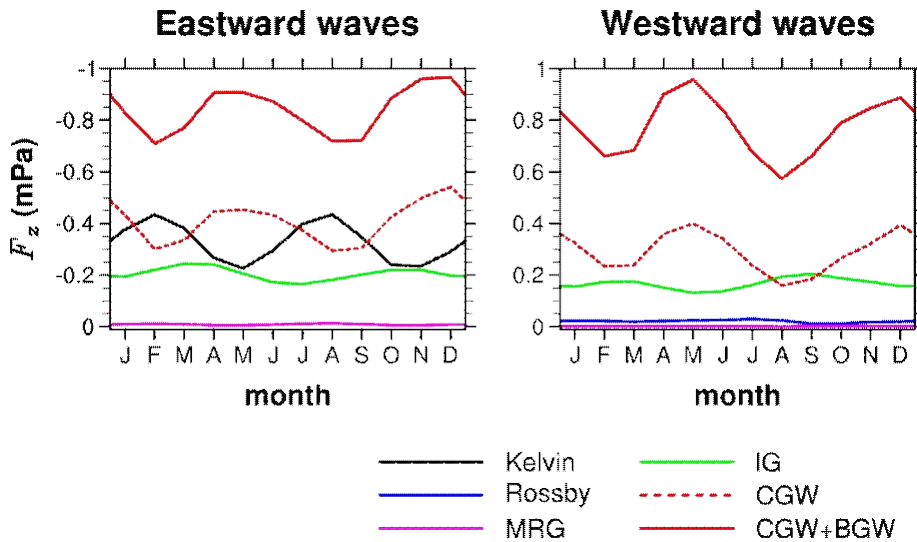 Eastward waves
Westward waves
F_z (mPa)
-1
-0.8
-0.6
-0.4
-0.2
0
J F M A M J J A S O N D
month
1
0.8
0.6
0.4
0.2
0
J F M A M J J A S O N D
month
Kelvin
Rossby
MRG
IG
CGW
CGW+BGW